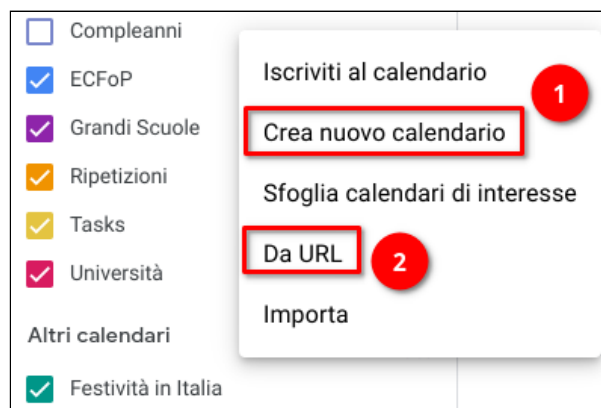 Compleanni
ECFoP
Grandi Scuole
Ripetizioni
Tasks
Università
Altri calendari
Festività in Italia
Iscriviti al calendario
1
Crea nuovo calendario
Sfoglia calendari di interesse
Da URL
2
Importa